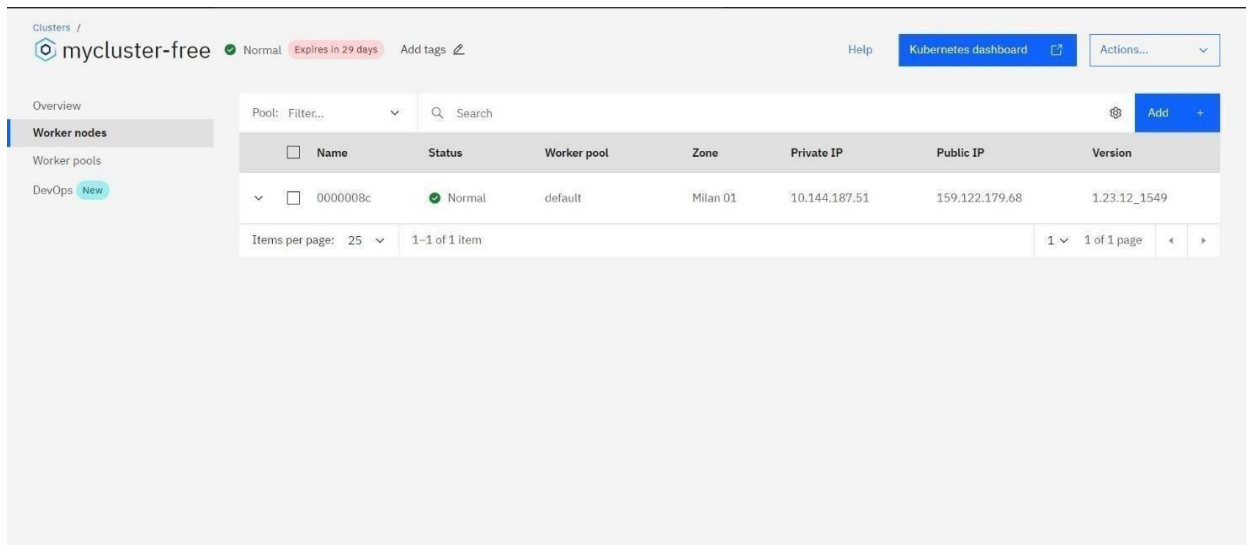 Clusters /
mycluster-free Normal Expires in 29 days Add tags Help Kubernetes dashboard Actions...
Overview
Worker nodes
Worker pools
DevOps New
Pool: Filter... Search Add +
Name Status Worker pool Zone Private IP Public IP Version
0000008c Normal default Milan 01 10.144.187.51 159.122.179.68 1.23.12_1549
Items per page: 25 1–1 of 1 item 1 1 of 1 page